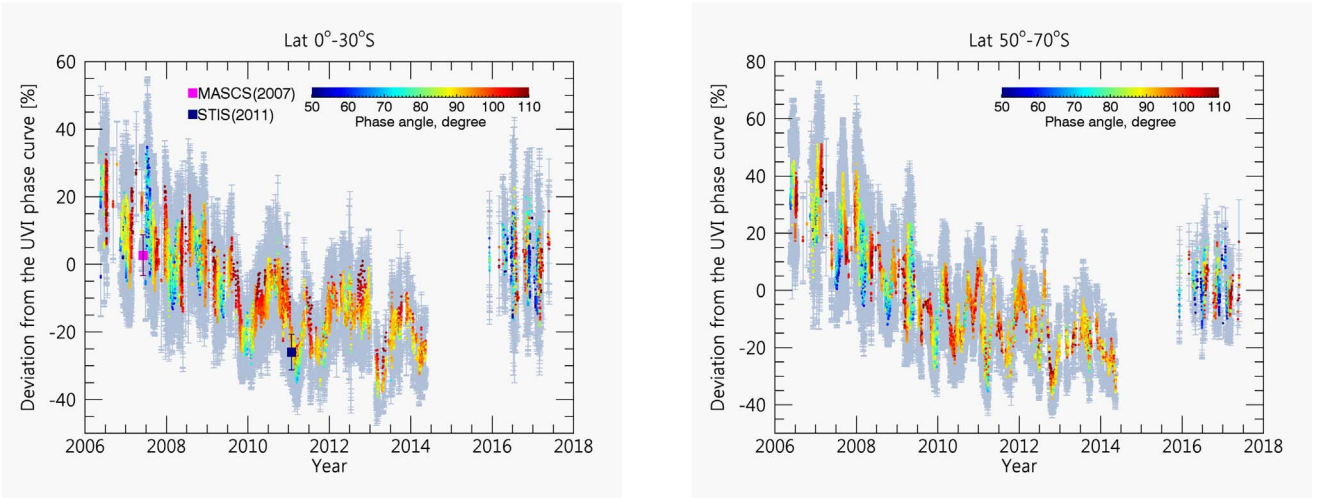 Lat 0°-30°S
Deviation from the UVI phase curve [%]
60
40
20
0
-20
-40
MASCS(2007)
STIS(2011)
50 60 70 80 90 100 110
Phase angle, degree
2006 2008 2010 2012 2014 2016 2018
Year
Lat 50°-70°S
Deviation from the UVI phase curve [%]
80
60
40
20
0
-20
-40
50 60 70 80 90 100 110
Phase angle, degree
2006 2008 2010 2012 2014 2016 2018
Year